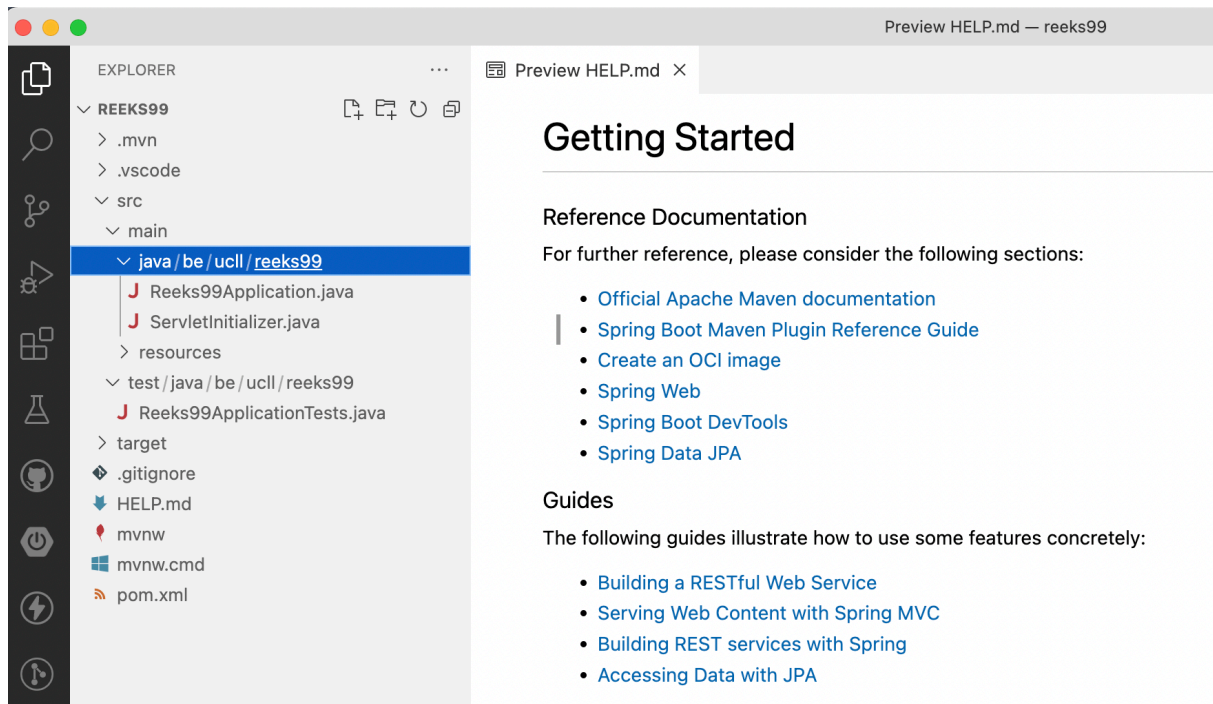 Preview HELP.md — reeks99
EXPLORER
REEKS99
.mvn
.vscode
src
main
java/be/ucll/reeks99
Reeks99Application.java
ServletInitializer.java
resources
test/java/be/ucll/reeks99
Reeks99ApplicationTests.java
target
.gitignore
HELP.md
mvnw
mvnw.cmd
pom.xml
Preview HELP.md
Getting Started
Reference Documentation
For further reference, please consider the following sections:
• Official Apache Maven documentation
• Spring Boot Maven Plugin Reference Guide
• Create an OCI image
• Spring Web
• Spring Boot DevTools
• Spring Data JPA
Guides
The following guides illustrate how to use some features concretely:
• Building a RESTful Web Service
• Serving Web Content with Spring MVC
• Building REST services with Spring
• Accessing Data with JPA